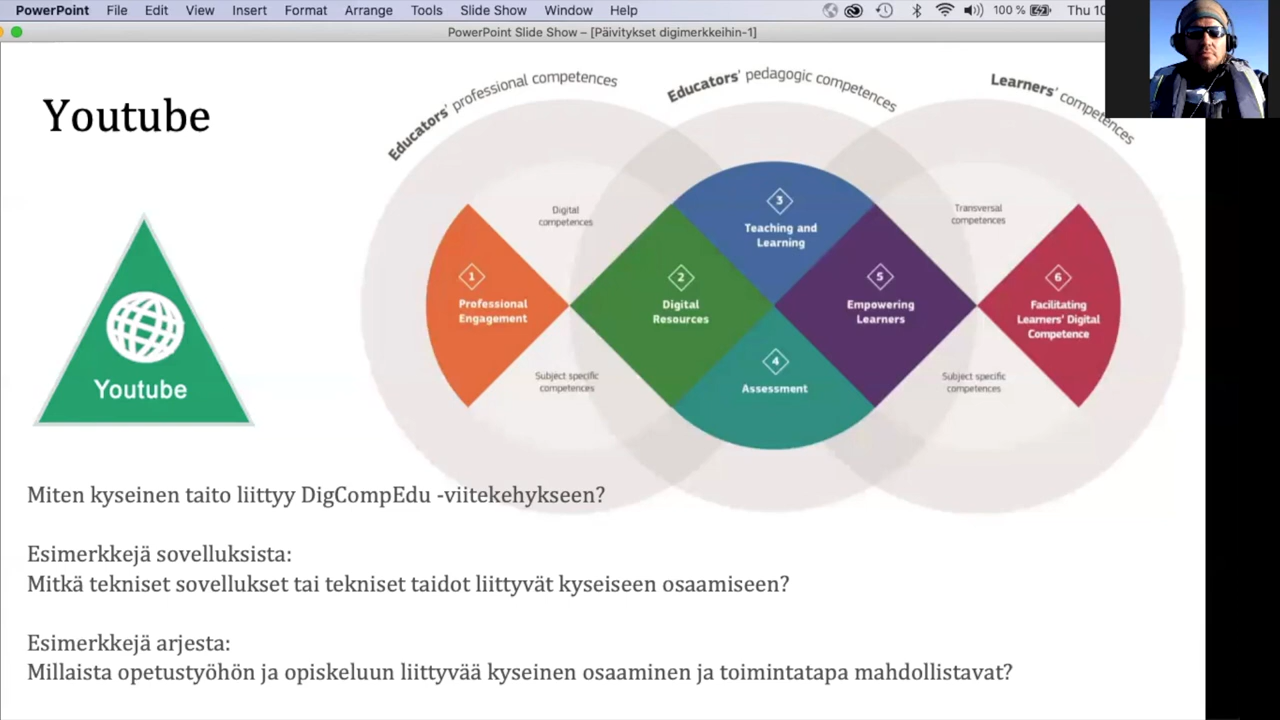 PowerPoint File Edit View Insert Format Arrange Tools Slide Show Window Help 100 % Thu 10
PowerPoint Slide Show – [Päivitykset digimerkkeihin-1]
Youtube
Educators' professional competences
Educators' pedagogic competences
Learners' competences
Digital
competences
Transversal
competences
3
Teaching and
Learning
1
Professional
Engagement
2
Digital
Resources
5
Empowering
Learners
6
Facilitating
Learners' Digital
Competence
4
Assessment
Subject specific
competences
Subject specific
competences
Youtube
Miten kyseinen taito liittyy DigCompEdu -viitekehykseen?
Esimerkkejä sovelluksista:
Mitkä tekniset sovellukset tai tekniset taidot liittyvät kyseiseen osaamiseen?
Esimerkkejä arjesta:
Millaista opetustyöhön ja opiskeluun liittyvää kyseinen osaaminen ja toimintatapa mahdollistavat?